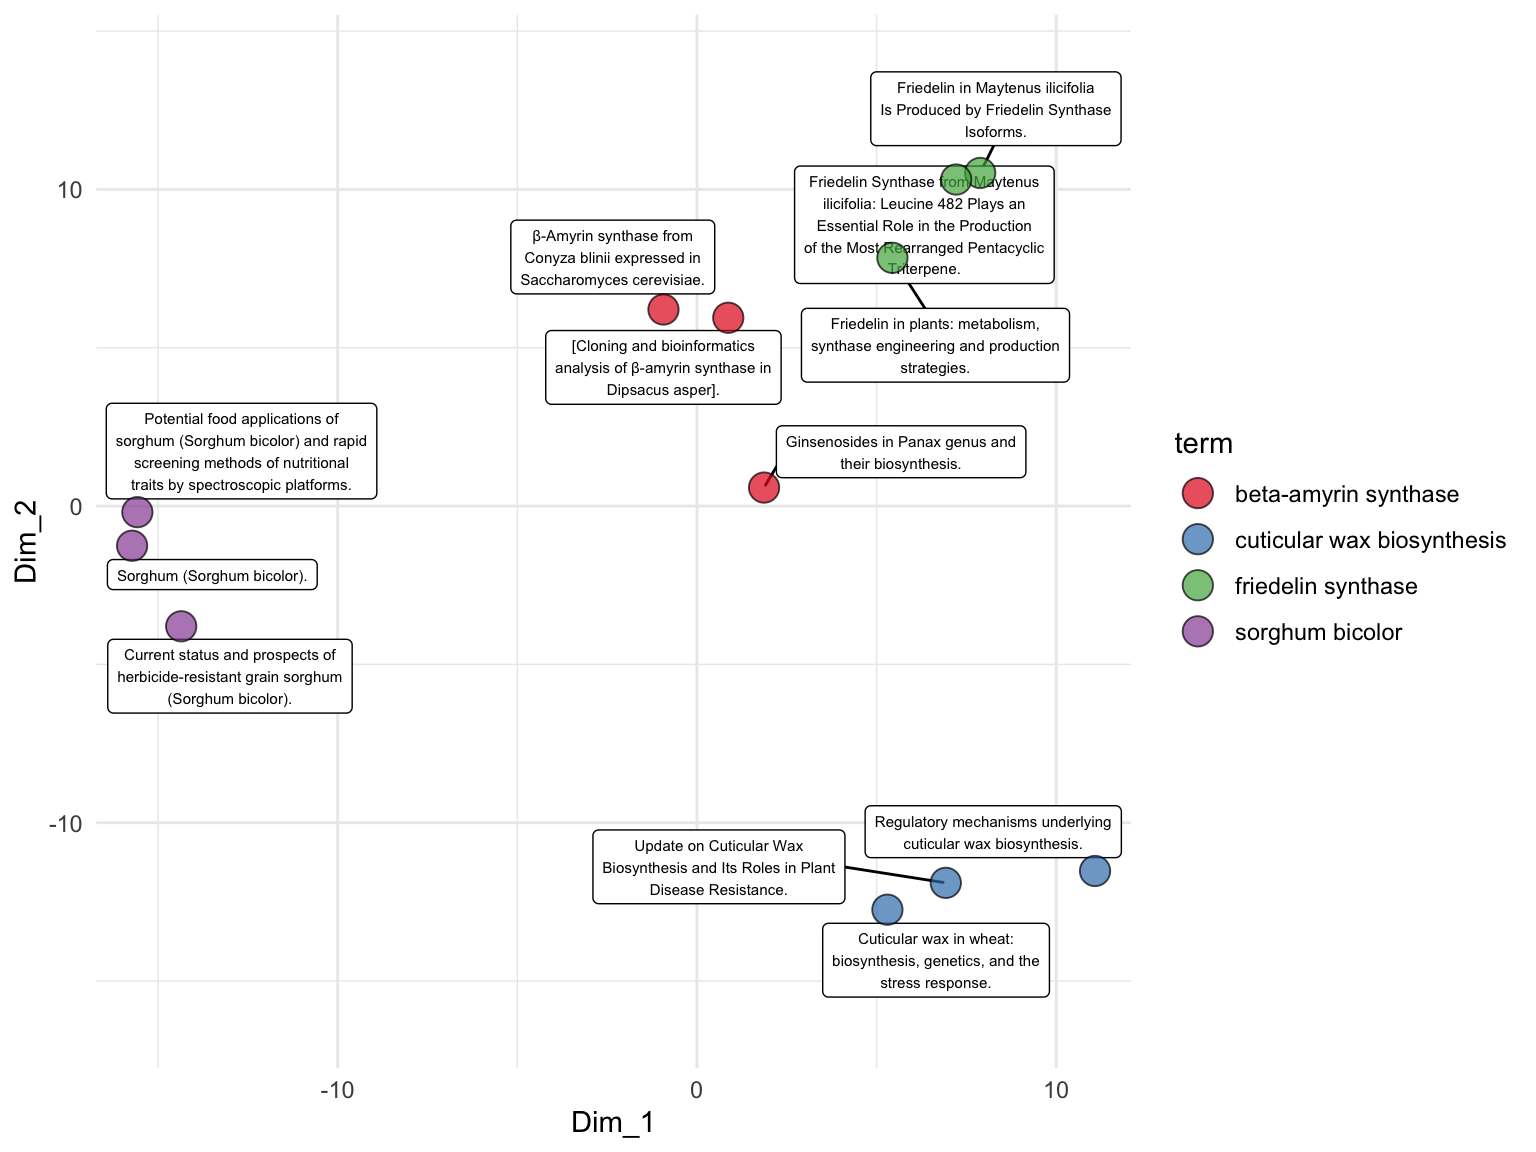 Friedelin in Maytenus ilicifolia
Is Produced by Friedelin Synthase
Isoforms.
10
Friedelin Synthase from Maytenus
ilicifolia: Leucine 482 Plays an
Essential Role in the Production
of the Most Rearranged Pentacyclic
Triterpene.
β-Amyrin synthase from
Conyza blinii expressed in
Saccharomyces cerevisiae.
[Cloning and bioinformatics
analysis of β-amyrin synthase in
Dipsacus asper].
Friedelin in plants: metabolism,
synthase engineering and production
strategies.
Potential food applications of
sorghum (Sorghum bicolor) and rapid
screening methods of nutritional
traits by spectroscopic platforms.
Ginsenosides in Panax genus and
their biosynthesis.
0
Sorghum (Sorghum bicolor).
Current status and prospects of
herbicide-resistant grain sorghum
(Sorghum bicolor).
-10
Regulatory mechanisms underlying
cuticular wax biosynthesis.
Update on Cuticular Wax
Biosynthesis and Its Roles in Plant
Disease Resistance.
Cuticular wax in wheat:
biosynthesis, genetics, and the
stress response.
Dim_2
-10
0
10
Dim_1
term
beta-amyrin synthase
cuticular wax biosynthesis
friedelin synthase
sorghum bicolor